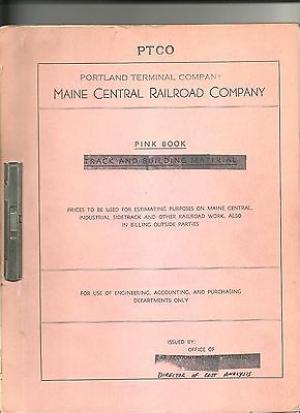 PTCO
PORTLAND TERMINAL COMPANY
MAINE CENTRAL RAILROAD COMPANY
PINK BOOK
TRACK AND BUILDING MATERIAL
PRICES TO BE USED FOR ESTIMATING PURPOSES ON MAINE CENTRAL,
INDUSTRIAL SIDETRACK AND OTHER RAILROAD WORK, ALSO
IN BILLING OUTSIDE PARTIES
FOR USE OF ENGINEERING, ACCOUNTING, AND PURCHASING
DEPARTMENTS ONLY
ISSUED BY:
OFFICE OF
DIRECTOR OF COST ANALYSIS